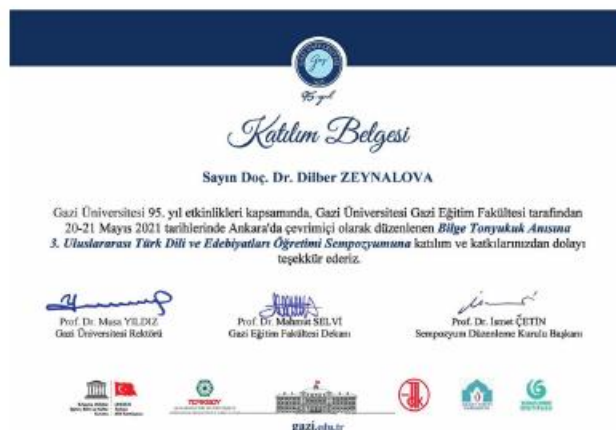 95. yıl
Katılım Belgesi
Sayın Doç. Dr. Dilber ZEYNALOVA
Gazi Üniversitesi 95. yıl etkinlikleri kapsamında, Gazi Üniversitesi Gazi Eğitim Fakültesi tarafından
20-21 Mayıs 2021 tarihlerinde Ankara'da çevrimiçi olarak düzenlenen Bilge Tonyukuk Anısına
3. Uluslararası Türk Dili ve Edebiyatları Öğretimi Sempozyumuna katılım ve katkılarınızdan dolayı
teşekkür ederiz.
Prof. Dr. Musa YILDIZ
Gazi Üniversitesi Rektörü
Prof. Dr. Mahmut SELVİ
Gazi Eğitim Fakültesi Dekanı
Prof. Dr. İsmet ÇETİN
Sempozyum Düzenleme Kurulu Başkanı
TÜRKSOY
gazi.edu.tr